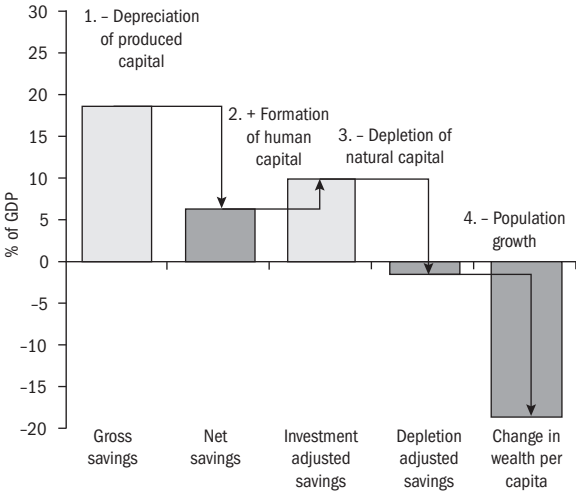 30
25
20
15
10
5
0
–5
–10
–15
–20
% of GDP
1. – Depreciation
of produced
capital
2. + Formation
of human
capital
3. – Depletion of
natural capital
4. – Population
growth
Gross
savings
Net
savings
Investment
adjusted
savings
Depletion
adjusted
savings
Change in
wealth per
capita